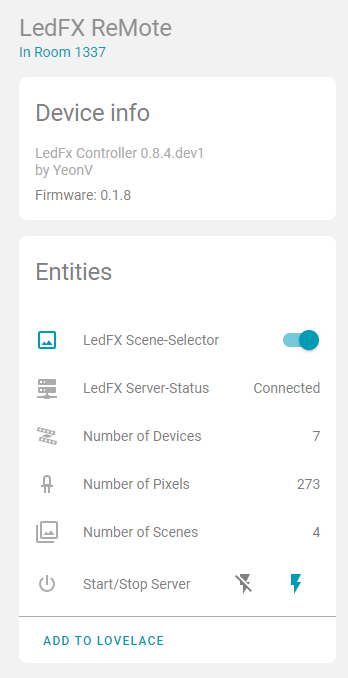 LedFX ReMote
In Room 1337
Device info
LedFx Controller 0.8.4.dev1
by YeonV
Firmware: 0.1.8
Entities
LedFX Scene-Selector
LedFX Server-Status Connected
Number of Devices 7
Number of Pixels 273
Number of Scenes 4
Start/Stop Server
ADD TO LOVELACE